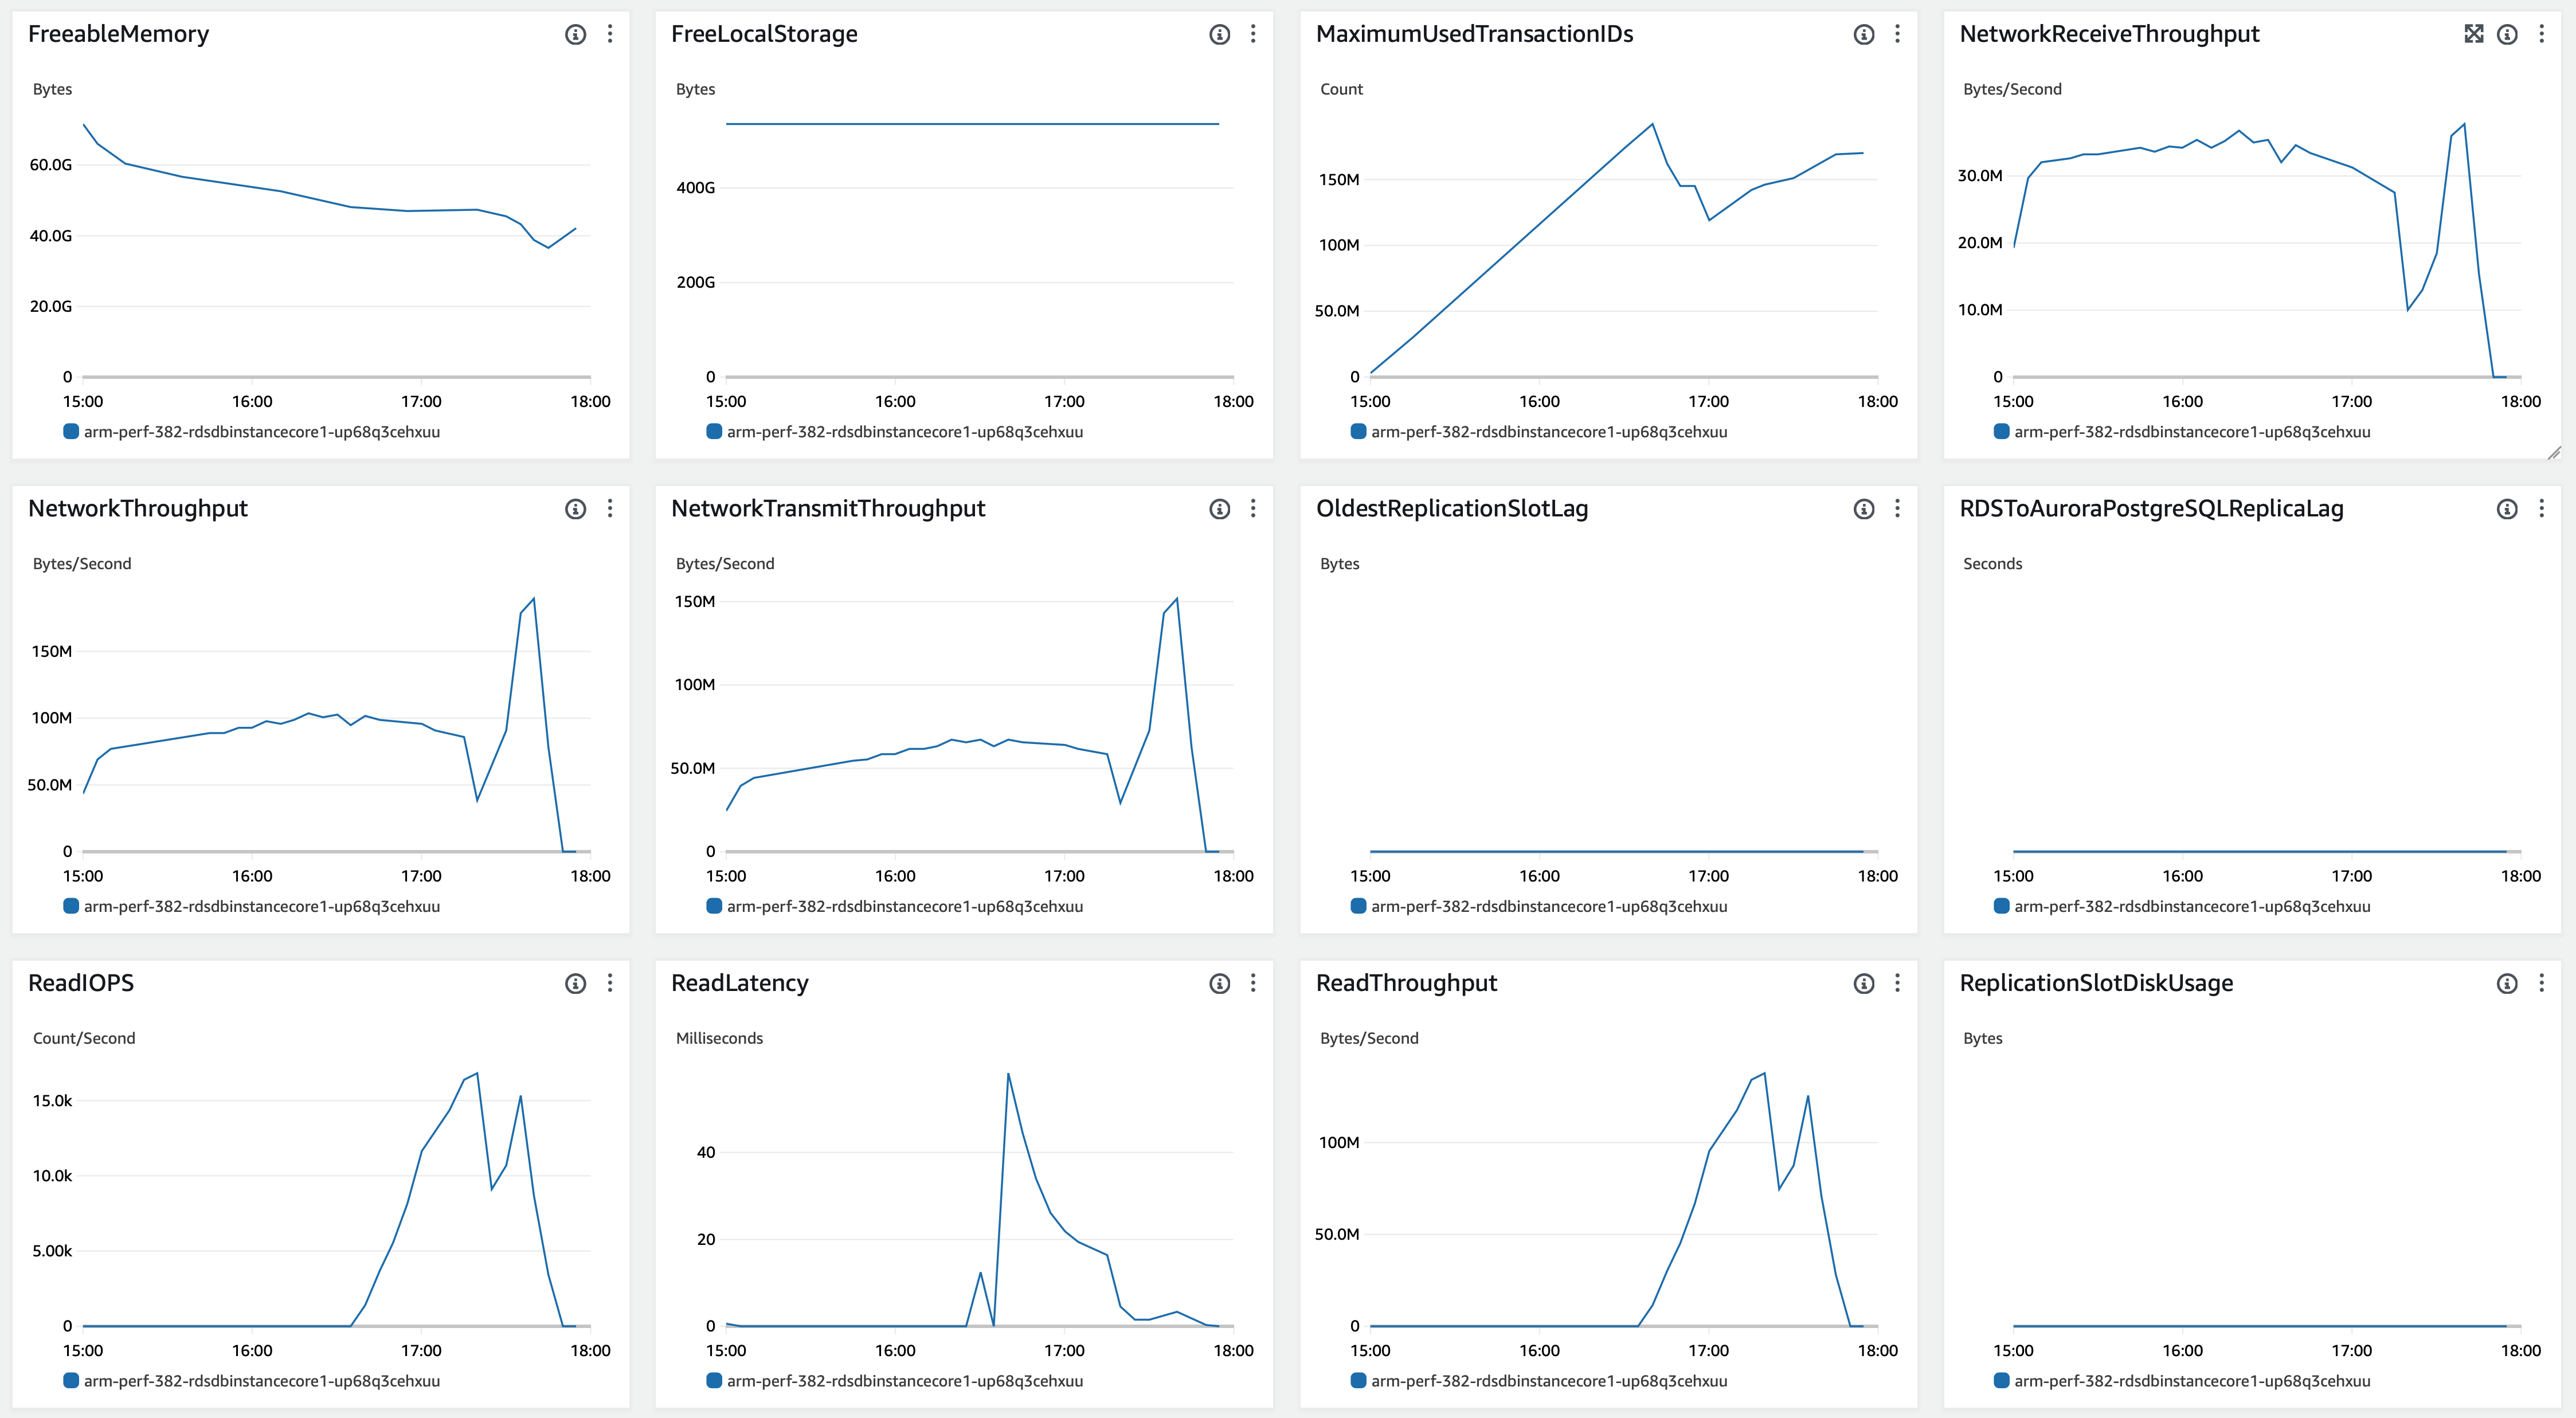 FreeableMemory
Bytes
60.0G
40.0G
20.0G
0
15:00 16:00 17:00 18:00
arm-perf-382-rdsdbinstancecore1-up68q3cehxuu
FreeLocalStorage
Bytes
400G
200G
0
15:00 16:00 17:00 18:00
arm-perf-382-rdsdbinstancecore1-up68q3cehxuu
MaximumUsedTransactionIDs
Count
150M
100M
50.0M
0
15:00 16:00 17:00 18:00
arm-perf-382-rdsdbinstancecore1-up68q3cehxuu
NetworkReceiveThroughput
Bytes/Second
30.0M
20.0M
10.0M
0
15:00 16:00 17:00 18:00
arm-perf-382-rdsdbinstancecore1-up68q3cehxuu
NetworkThroughput
Bytes/Second
150M
100M
50.0M
0
15:00 16:00 17:00 18:00
arm-perf-382-rdsdbinstancecore1-up68q3cehxuu
NetworkTransmitThroughput
Bytes/Second
150M
100M
50.0M
0
15:00 16:00 17:00 18:00
arm-perf-382-rdsdbinstancecore1-up68q3cehxuu
OldestReplicationSlotLag
Bytes
15:00 16:00 17:00 18:00
arm-perf-382-rdsdbinstancecore1-up68q3cehxuu
RDSToAuroraPostgreSQLReplicaLag
Seconds
15:00 16:00 17:00 18:00
arm-perf-382-rdsdbinstancecore1-up68q3cehxuu
ReadIOPS
Count/Second
15.0k
10.0k
5.00k
0
15:00 16:00 17:00 18:00
arm-perf-382-rdsdbinstancecore1-up68q3cehxuu
ReadLatency
Milliseconds
40
20
0
15:00 16:00 17:00 18:00
arm-perf-382-rdsdbinstancecore1-up68q3cehxuu
ReadThroughput
Bytes/Second
100M
50.0M
0
15:00 16:00 17:00 18:00
arm-perf-382-rdsdbinstancecore1-up68q3cehxuu
ReplicationSlotDiskUsage
Bytes
15:00 16:00 17:00 18:00
arm-perf-382-rdsdbinstancecore1-up68q3cehxuu